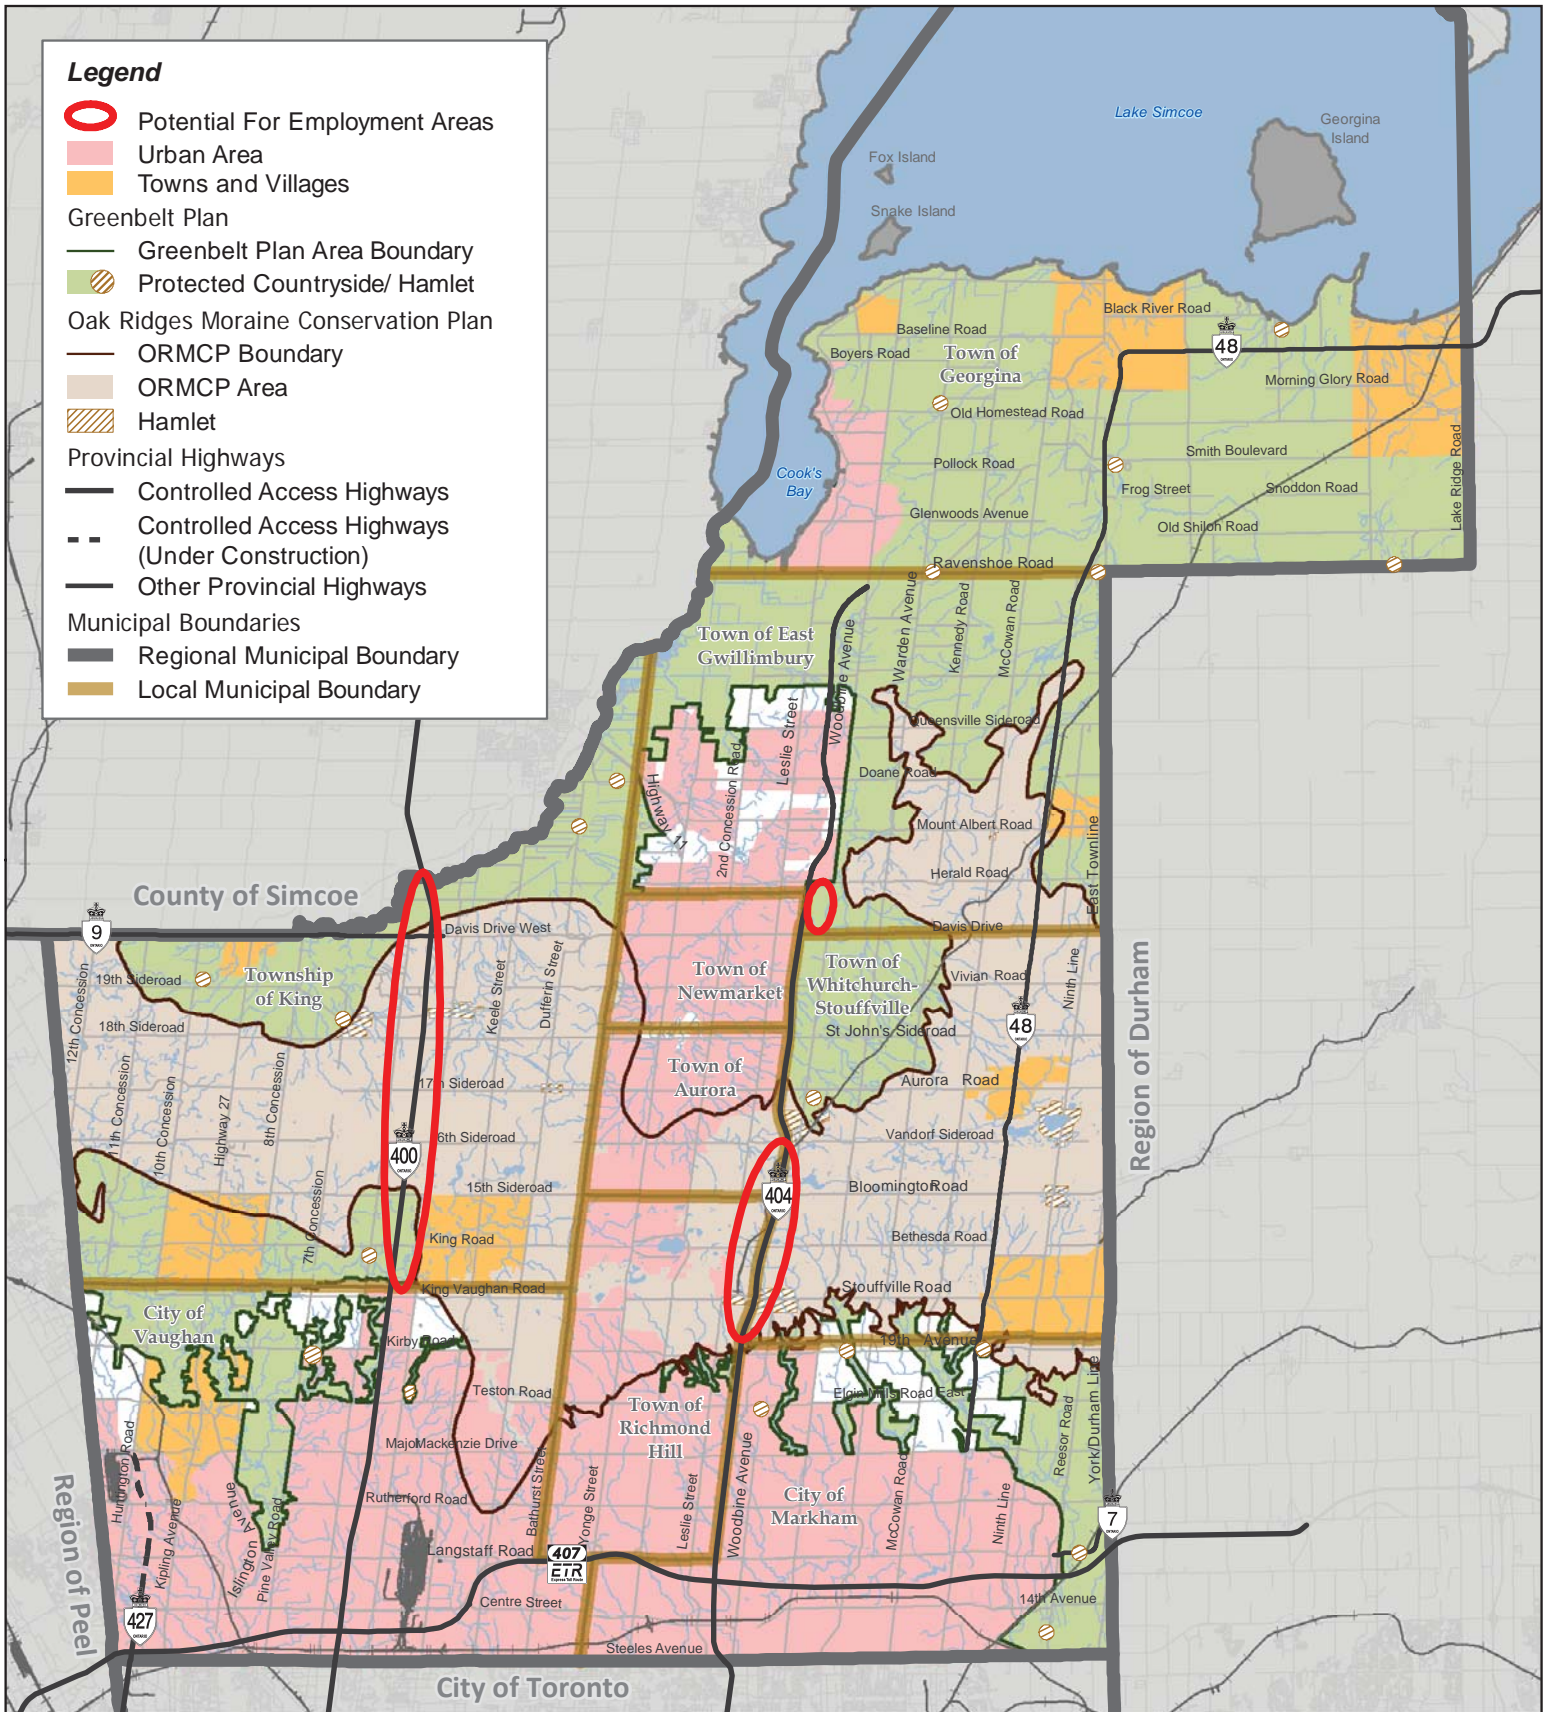 Legend
Potential For Employment Areas
Urban Area
Towns and Villages
Greenbelt Plan
Greenbelt Plan Area Boundary
Protected Countryside/ Hamlet
Oak Ridges Moraine Conservation Plan
ORMCP Boundary
ORMCP Area
Hamlet
Provincial Highways
Controlled Access Highways
Controlled Access Highways
(Under Construction)
Other Provincial Highways
Municipal Boundaries
Regional Municipal Boundary
Local Municipal Boundary
Lake Simcoe
Georgina
Island
Fox Island
Snake Island
Black River Road
Baseline Road
Boyers Road
Town of
Georgina
48
ONTARIO
Morning Glory Road
Old Homestead Road
Smith Boulevard
Pollock Road
Cook's
Bay
Frog Street
Snoddon Road
Lake Ridge Road
Glenwoods Avenue
Old Shiloh Road
Ravenshoe Road
Town of East
Gwillimbury
Woodbine Avenue
Warden Avenue
Kennedy Road
McCowan Road
Queensville Sideroad
Leslie Street
2nd Concession Road
Highway 11
Doane Road
Mount Albert Road
Herald Road
East Townline
County of Simcoe
9
ONTARIO
Davis Drive West
Davis Drive
19th Sideroad
Township
of King
12th Concession
18th Sideroad
Keele Street
Dufferin Street
Town of
Newmarket
Town of
Whitchurch-
Stouffville
Vivian Road
Ninth Line
St John's Sideroad
48
ONTARIO
Region of Durham
11th Concession
10th Concession
Highway 27
8th Concession
17th Sideroad
Town of
Aurora
Aurora Road
16th Sideroad
Vandorf Sideroad
400
ONTARIO
15th Sideroad
404
ONTARIO
Bloomington Road
7th Concession
King Road
Bethesda Road
King Vaughan Road
Stouffville Road
City of
Vaughan
Kirby Road
19th Avenue
Teston Road
Elgin Mills Road East
Town of
Richmond
Hill
Major Mackenzie Drive
Huntington Road
Reesor Road
York/Durham Line
Rutherford Road
Bathurst Street
Yonge Street
Leslie Street
Woodbine Avenue
City of
Markham
McCowan Road
Ninth Line
7
ONTARIO
Region of Peel
Kipling Avenue
Islington Avenue
Pine Valley Road
Langstaff Road
407
ETR
Express Toll Route
Centre Street
14th Avenue
427
ONTARIO
Steeles Avenue
City of Toronto